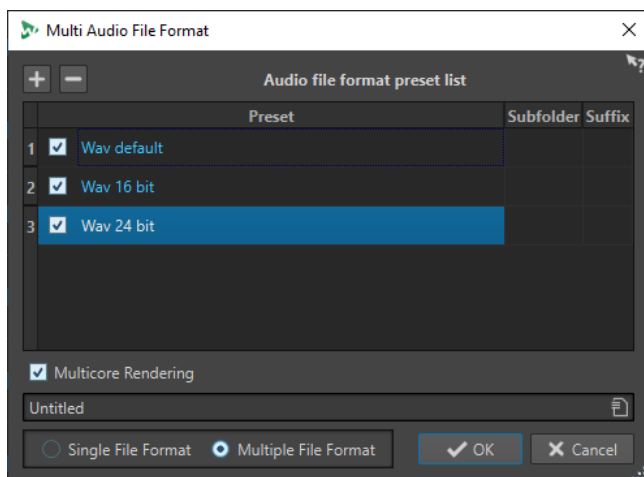 Multi Audio File Format
Audio file format preset list
Preset Subfolder Suffix
1 Wav default
2 Wav 16 bit
3 Wav 24 bit
Multicore Rendering
Untitled
Single File Format Multiple File Format OK Cancel